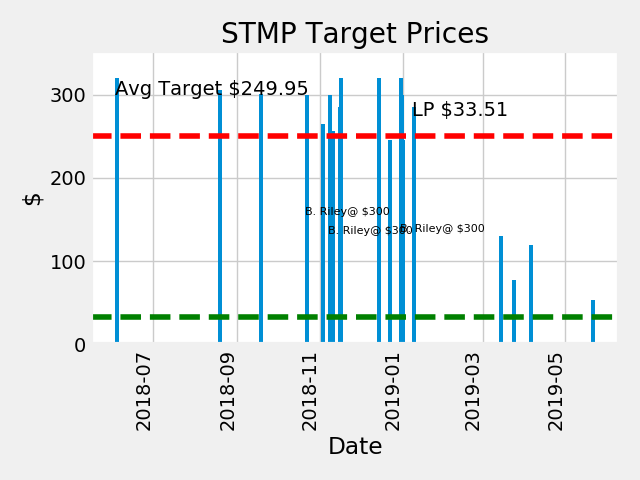 STMP Target Prices
Avg Target $249.95
LP $33.51
B. Riley@ $300
B. Riley@ $300
B. Riley@ $300
$
300
200
100
0
2018-07
2018-09
2018-11
2019-01
2019-03
2019-05
Date